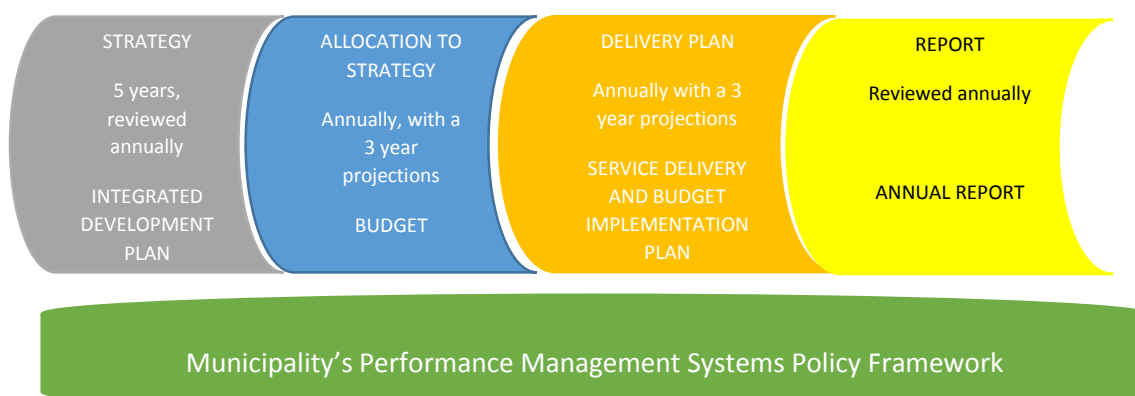 STRATEGY
5 years,
reviewed
annually
INTEGRATED
DEVELOPMENT
PLAN
ALLOCATION TO
STRATEGY
Annually, with a
3 year
projections
BUDGET
DELIVERY PLAN
Annually with a 3
year projections
SERVICE DELIVERY
AND BUDGET
IMPLEMENTATION
PLAN
REPORT
Reviewed annually
ANNUAL REPORT
Municipality’s Performance Management Systems Policy Framework